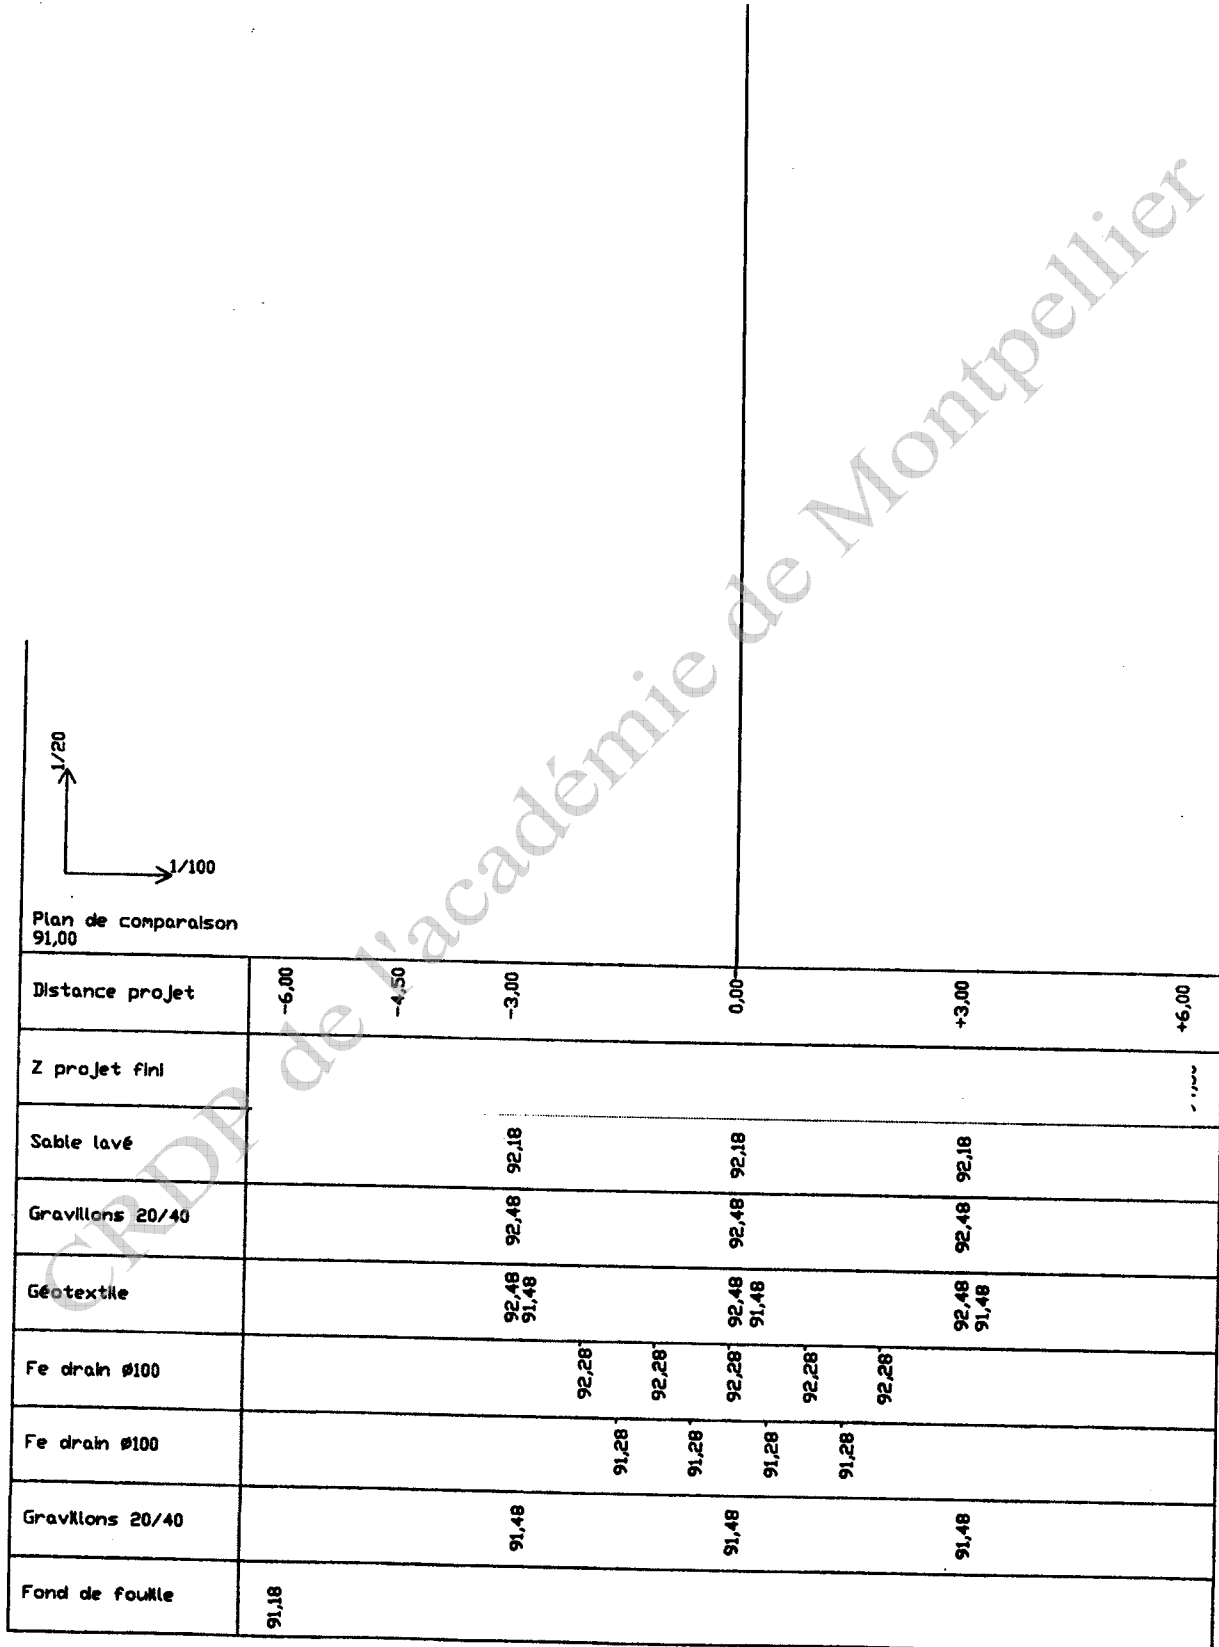 1/20
1/100
Plan de comparaison
91,00
Distance projet -6,00 -4,50 -3,00 0,00 +3,00 +6,00
Z projet fini
Sable lavé 92,18 92,18 92,18
Gravillons 20/40 92,48 92,48 92,48
Géotextile 92,48 91,48 92,48 91,48 92,48 91,48
Fe drain ø100 92,28 92,28 92,28 92,28 92,28
Fe drain ø100 91,28 91,28 91,28 91,28
Gravillons 20/40 91,48 91,48 91,48
Fond de fouille 91,18
CRDP de l'académie de Montpellier